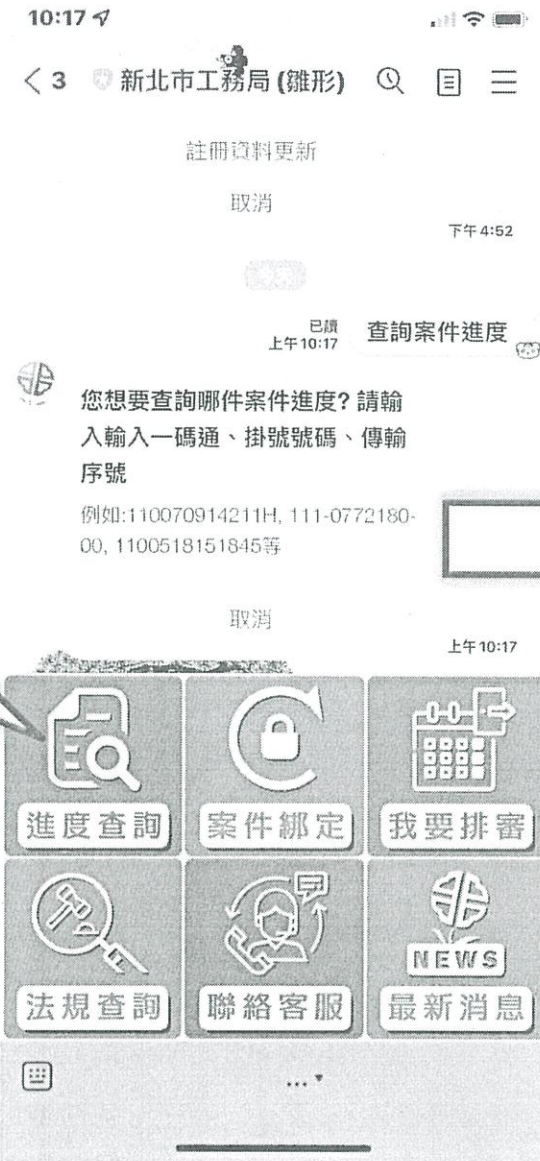 10:17
3 新北市工務局 (雛形)
註冊資料更新
取消
下午 4:52
已讀
上午 10:17
查詢案件進度
您想要查詢哪件案件進度? 請輸
入輸入一碼通、掛號號碼、傳輸
序號
例如:110070914211H, 111-0772180-
00, 1100518151845等
取消
上午 10:17
進度查詢
案件綁定
我要排審
法規查詢
聯絡客服
NEWS
最新消息
...